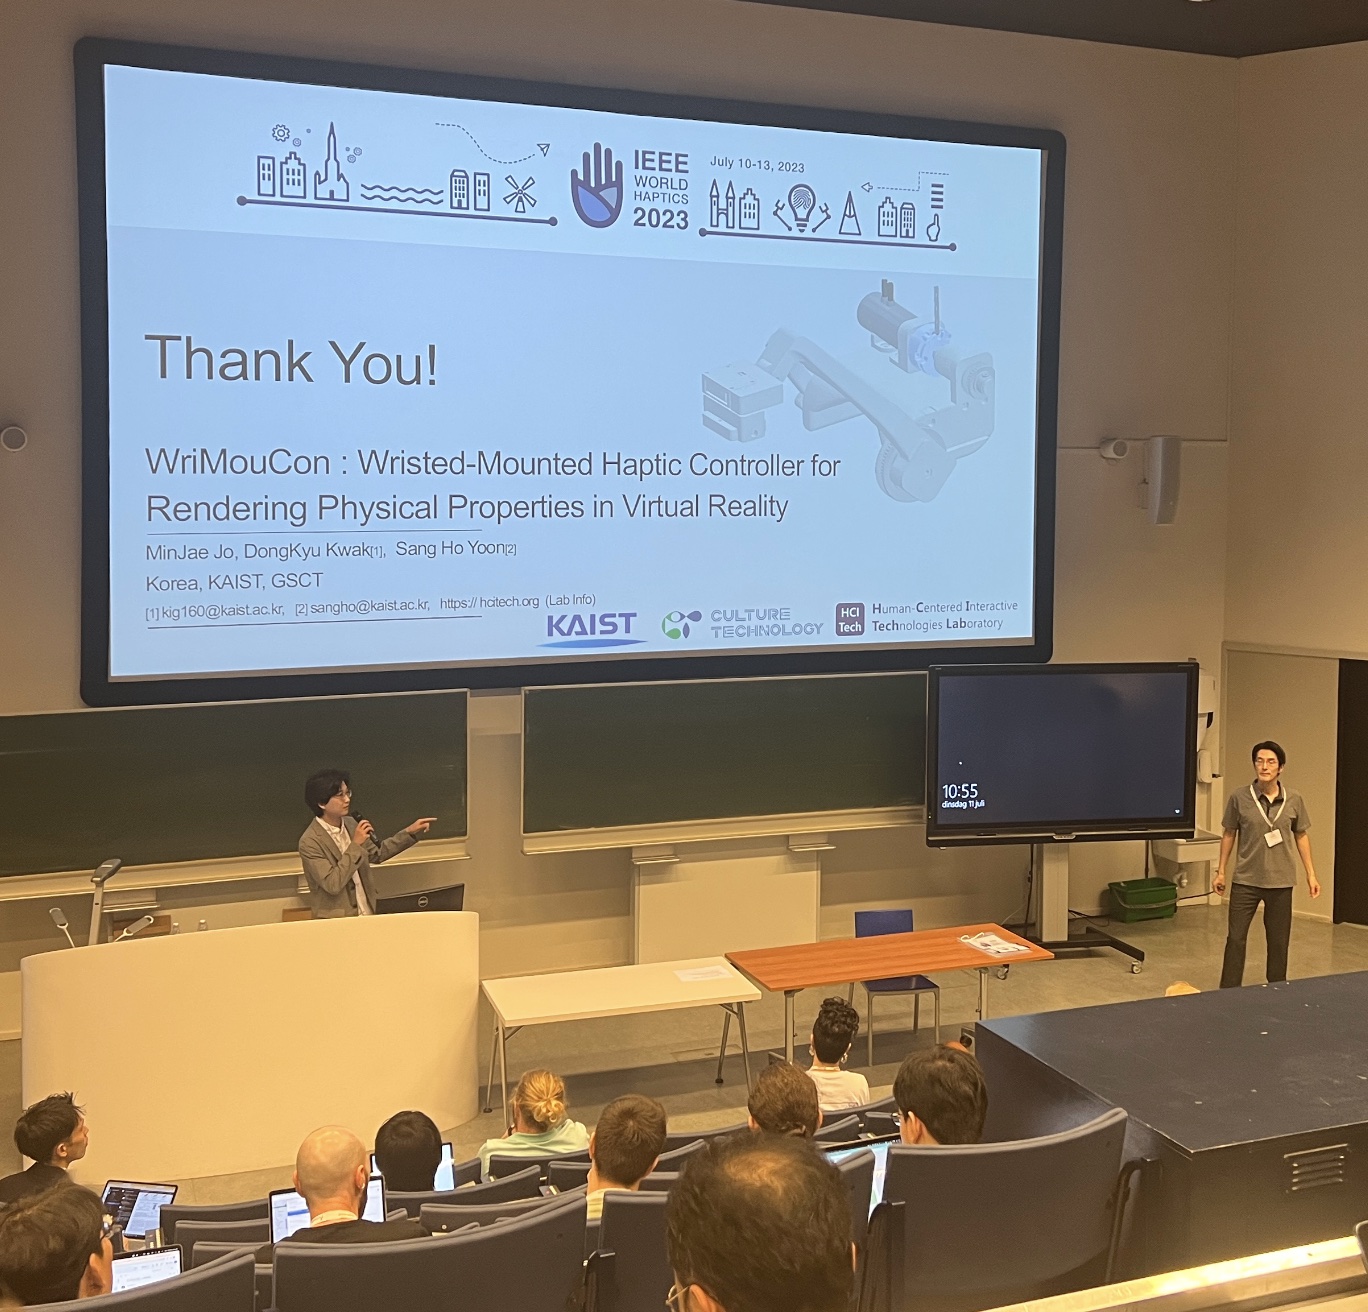 IEEE
WORLD
HAPTICS
2023
July 10-13, 2023
Thank You!
WriMouCon : Wristed-Mounted Haptic Controller for
Rendering Physical Properties in Virtual Reality
MinJae Jo, DongKyu Kwak[1], Sang Ho Yoon[2]
Korea, KAIST, GSCT
[1] kjg160@kaist.ac.kr, [2] sangho@kaist.ac.kr, https://hcitech.org (Lab Info)
KAIST
CULTURE
TECHNOLOGY
HCI
Tech
Human-Centered Interactive
Technologies Laboratory
10:55
dinsdag 11 juli
DELL